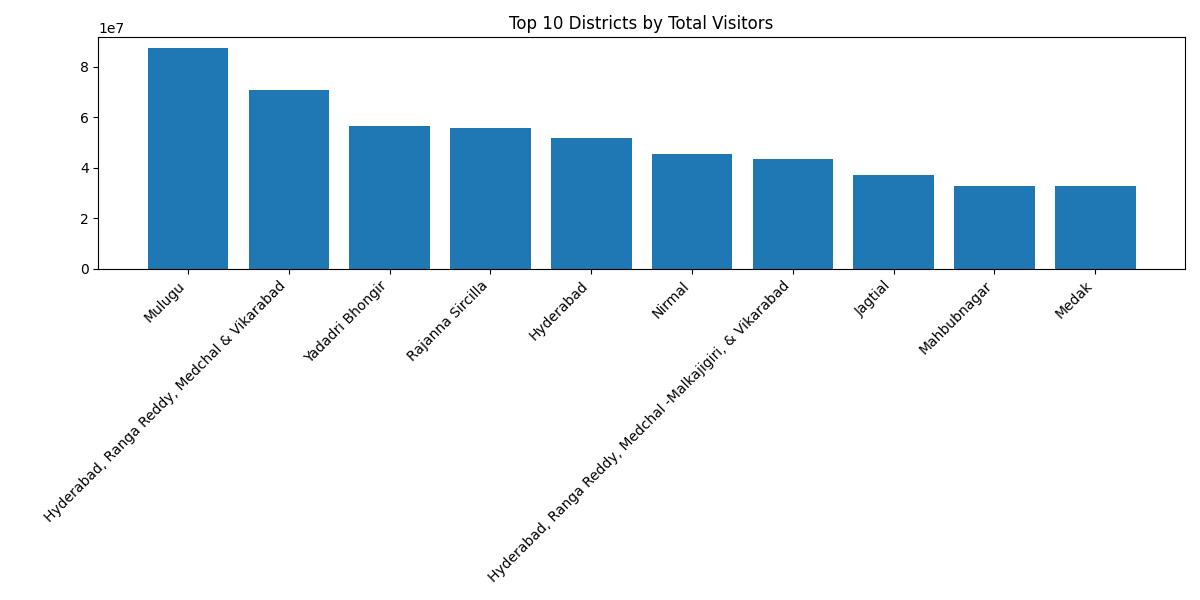 Top 10 Districts by Total Visitors
1e7
8
6
4
2
0
Mulugu
Hyderabad, Ranga Reddy, Medchal & Vikarabad
Yadadri Bhongir
Rajanna Sircilla
Hyderabad
Nirmal
Hyderabad, Ranga Reddy, Medchal -Malkajigiri, & Vikarabad
Jagtial
Mahbubnagar
Medak